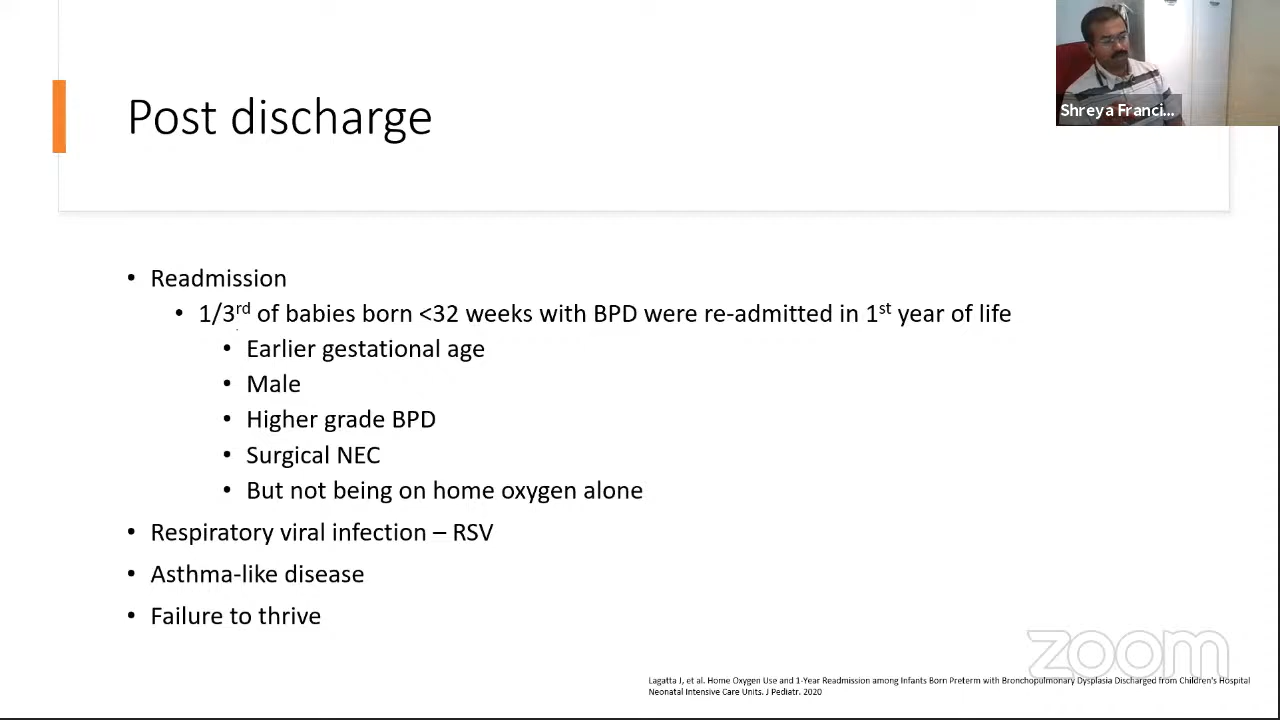 Shreya Franci...
Post discharge
• Readmission
• 1/3rd of babies born <32 weeks with BPD were re-admitted in 1st year of life
• Earlier gestational age
• Male
• Higher grade BPD
• Surgical NEC
• But not being on home oxygen alone
• Respiratory viral infection – RSV
• Asthma-like disease
• Failure to thrive
zoom
Lagatta J, et al. Home Oxygen Use and 1-Year Readmission among Infants Born Preterm with Bronchopulmonary Dysplasia Discharged from Children's Hospital
Neonatal Intensive Care Units. J Pediatr. 2020